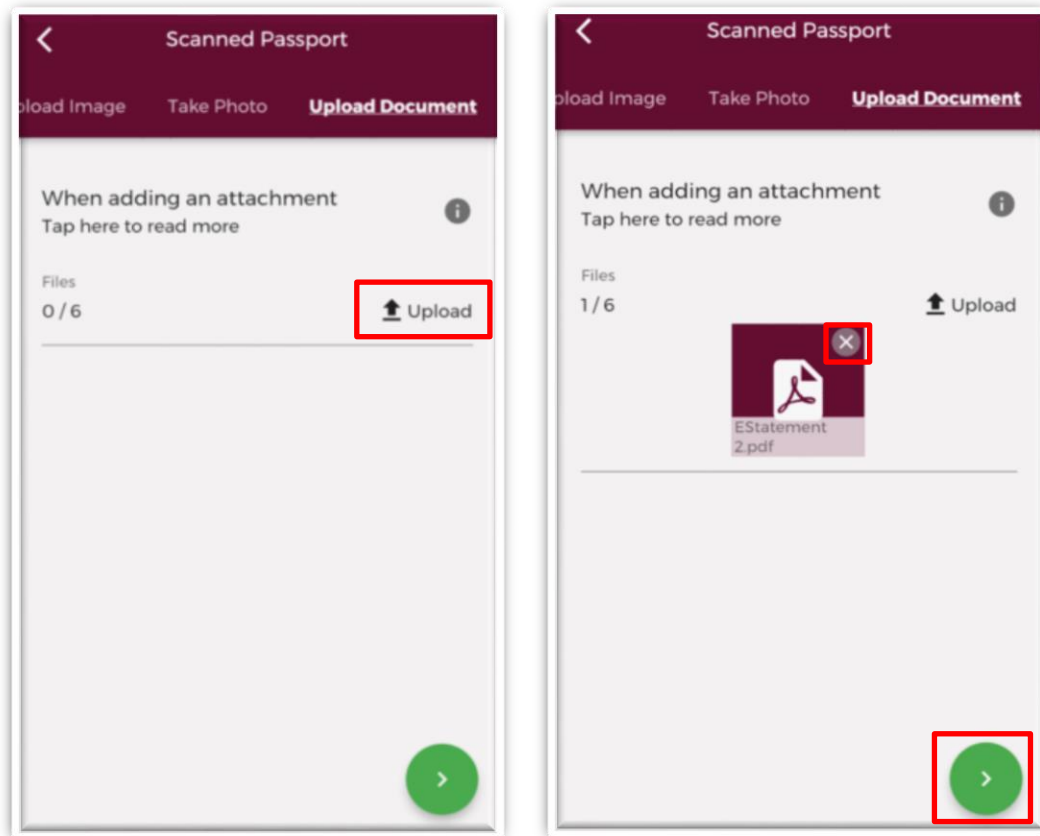 Scanned Passport
pload Image Take Photo Upload Document
When adding an attachment
Tap here to read more
Files
0 / 6 Upload
Scanned Passport
pload Image Take Photo Upload Document
When adding an attachment
Tap here to read more
Files
1 / 6 Upload
EStatement
2.pdf